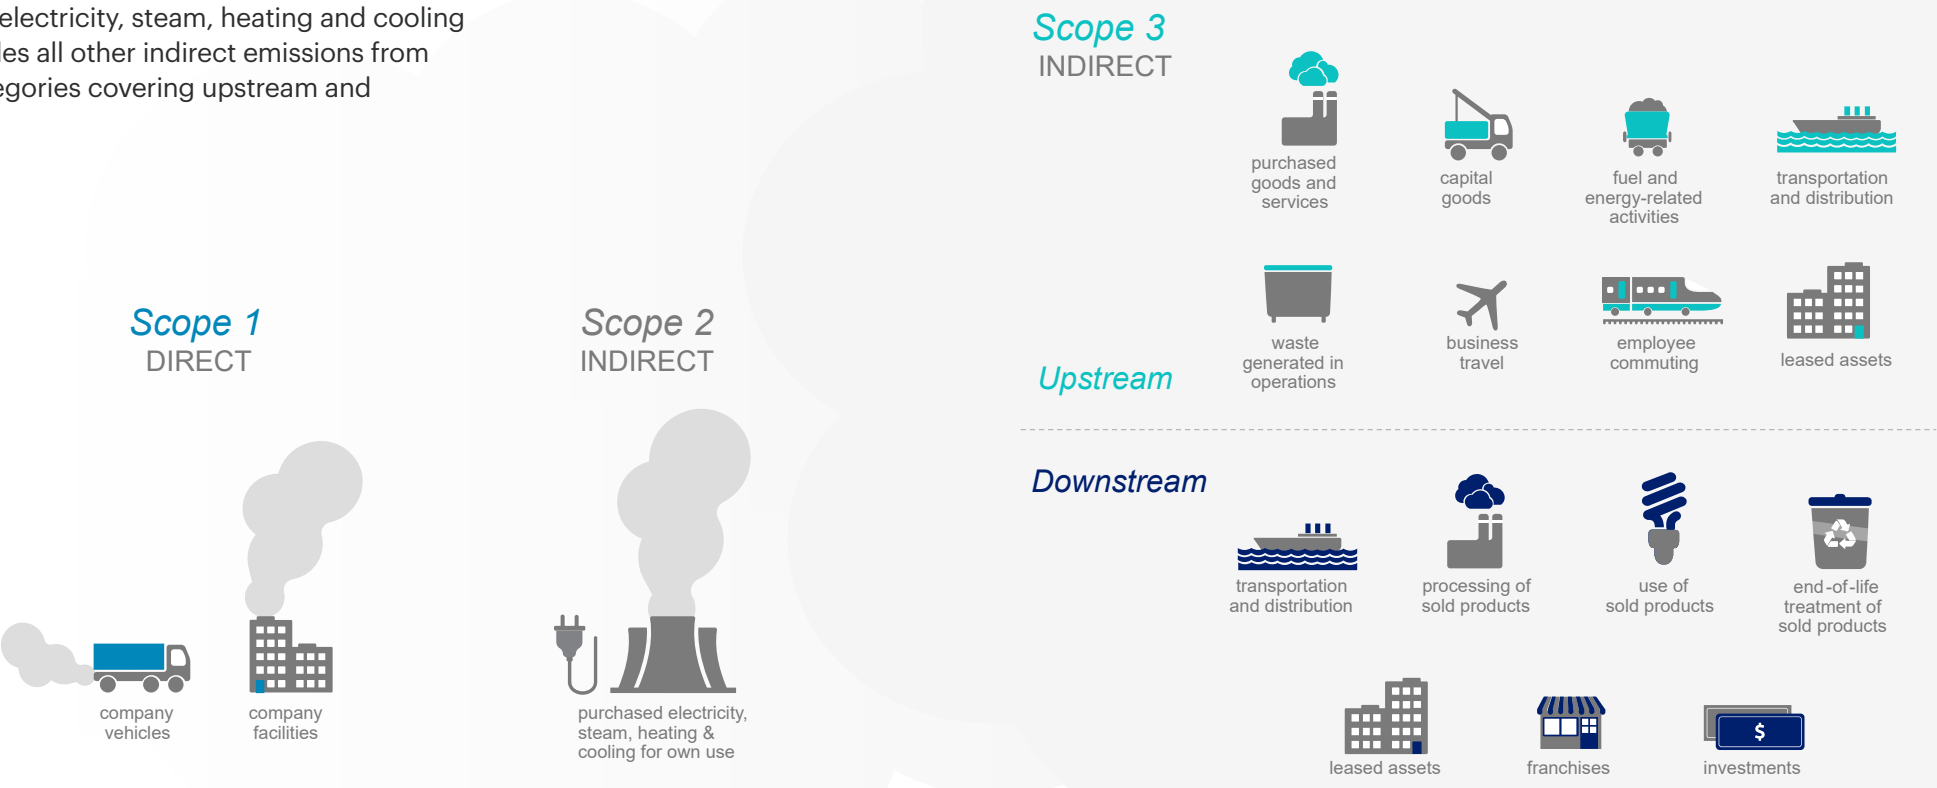 electricity, steam, heating and cooling
all other indirect emissions from
covering upstream and
Scope 1
DIRECT
company
vehicles
company
facilities
Scope 2
INDIRECT
purchased electricity,
steam, heating &
cooling for own use
Scope 3
INDIRECT
purchased
goods and
services
capital
goods
fuel and
energy-related
activities
transportation
and distribution
waste
generated in
operations
business
travel
employee
commuting
leased assets
Upstream
Downstream
transportation
and distribution
processing of
sold products
use of
sold products
end-of-life
treatment of
sold products
leased assets
franchises
$
investments